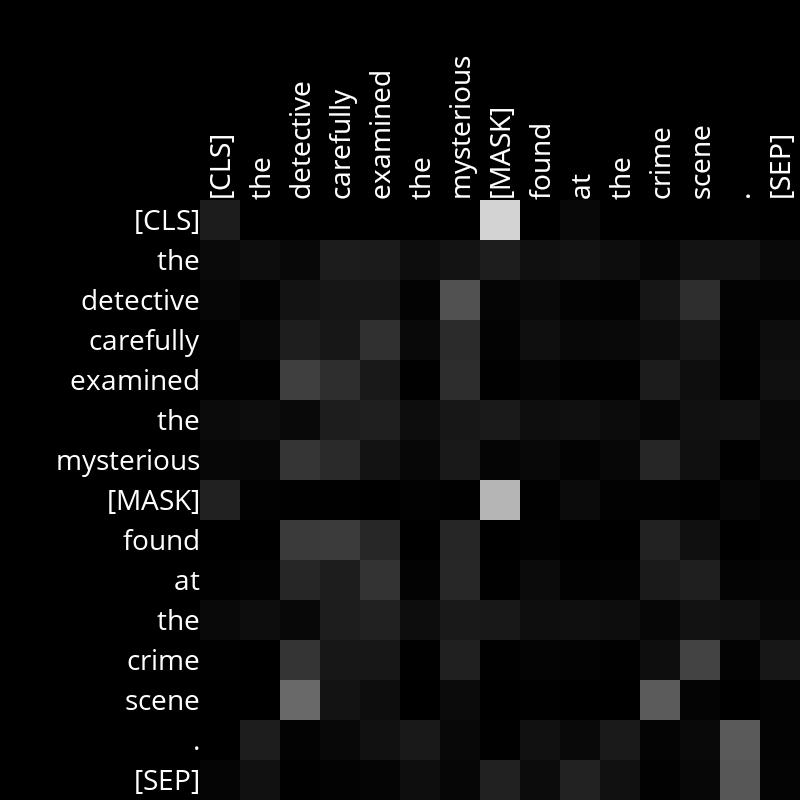 [CLS] the detective carefully examined the mysterious [MASK] found at the crime scene . [SEP]
[CLS]
the
detective
carefully
examined
the
mysterious
[MASK]
found
at
the
crime
scene
.
[SEP]